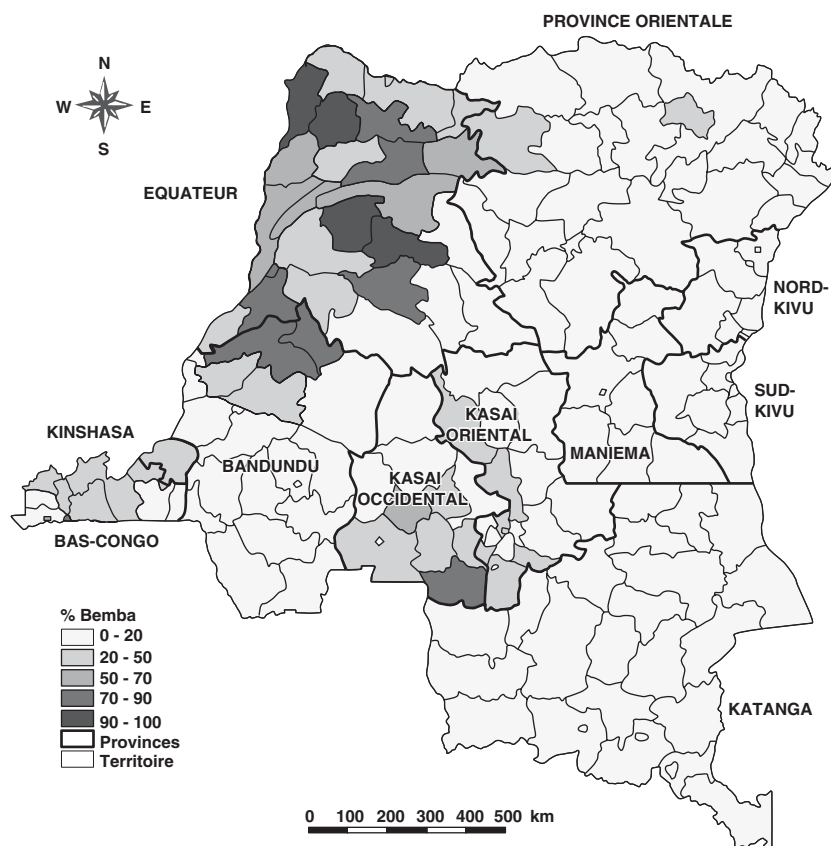 PROVINCE ORIENTALE
N
W E
S
EQUATEUR
NORD-
KIVU
SUD-
KIVU
KINSHASA
KASAI
ORIENTAL
MANIEMA
BANDUNDU
KASAI
OCCIDENTAL
BAS-CONGO
% Bemba
0 - 20
20 - 50
50 - 70
70 - 90
90 - 100
Provinces
Territoire
KATANGA
0 100 200 300 400 500 km